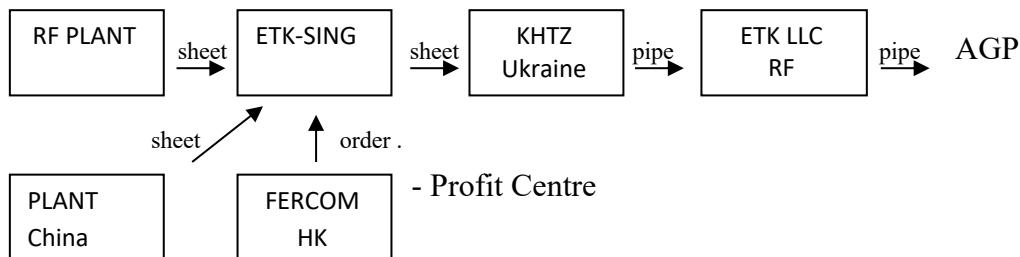 RF PLANT
sheet
ETK-SING
sheet
KHTZ
Ukraine
pipe
ETK LLC
RF
pipe
AGP
sheet
order .
PLANT
China
FERCOM
HK
- Profit Centre